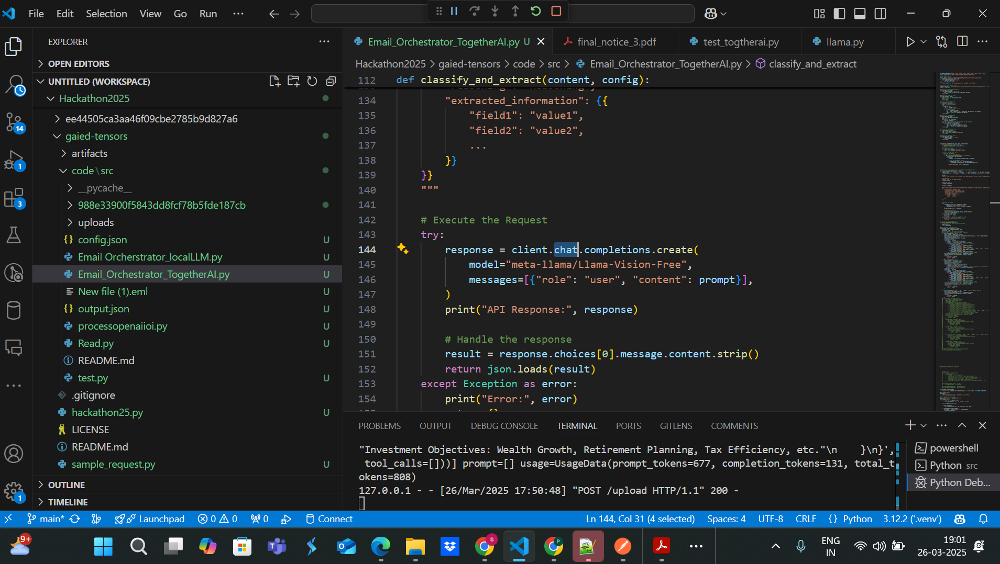 File Edit Selection View Go Run ...
EXPLORER
OPEN EDITORS
UNTITLED (WORKSPACE)
Hackathon2025
ee44505ca3aa46f09cbe2785b9d827a6
gaied-tensors
artifacts
code\src
__pycache__
988e33900f5843dd8fcf78b5fde187cb
uploads
{} config.json U
Email Orcherstrator_localLLM.py U
Email_Orchestrator_TogetherAI.py U
New file (1).eml U
{} output.json U
processopenaiioi.py U
Read.py U
README.md
test.py U
.gitignore
hackathon25.py U
LICENSE
README.md
sample_request.py U
OUTLINE
TIMELINE
14
1
3
1
Email_Orchestrator_TogetherAI.py U
final_notice_3.pdf
test_togtherai.py
llama.py
Hackathon2025 > gaied-tensors > code > src > Email_Orchestrator_TogetherAI.py > classify_and_extract
112 def classify_and_extract(content, config):
134 "extracted_information": {{
135 "field1": "value1",
136 "field2": "value2",
137 ...
138 }}
139 }}
140 """
141
142 # Execute the Request
143 try:
144 response = client.chat.completions.create(
145 model="meta-llama/Llama-Vision-Free",
146 messages=[{"role": "user", "content": prompt}],
147 )
148 print("API Response:", response)
149
150 # Handle the response
151 result = response.choices[0].message.content.strip()
152 return json.loads(result)
153 except Exception as error:
154 print("Error:", error)
PROBLEMS OUTPUT DEBUG CONSOLE TERMINAL PORTS GITLENS COMMENTS
"Investment Objectives: Wealth Growth, Retirement Planning, Tax Efficiency, etc."\n    }\n}',
tool_calls=[]))] prompt=[] usage=UsageData(prompt_tokens=677, completion_tokens=131, total_t
okens=808)
127.0.0.1 - - [26/Mar/2025 17:50:48] "POST /upload HTTP/1.1" 200 -
powershell
Python src
Python Deb...
main* Launchpad 0 0 0 Connect
Ln 144, Col 31 (4 selected) Spaces: 4 UTF-8 CRLF {} Python 3.12.2 ('.venv')
9+
S
P
ENG
IN
19:01
26-03-2025